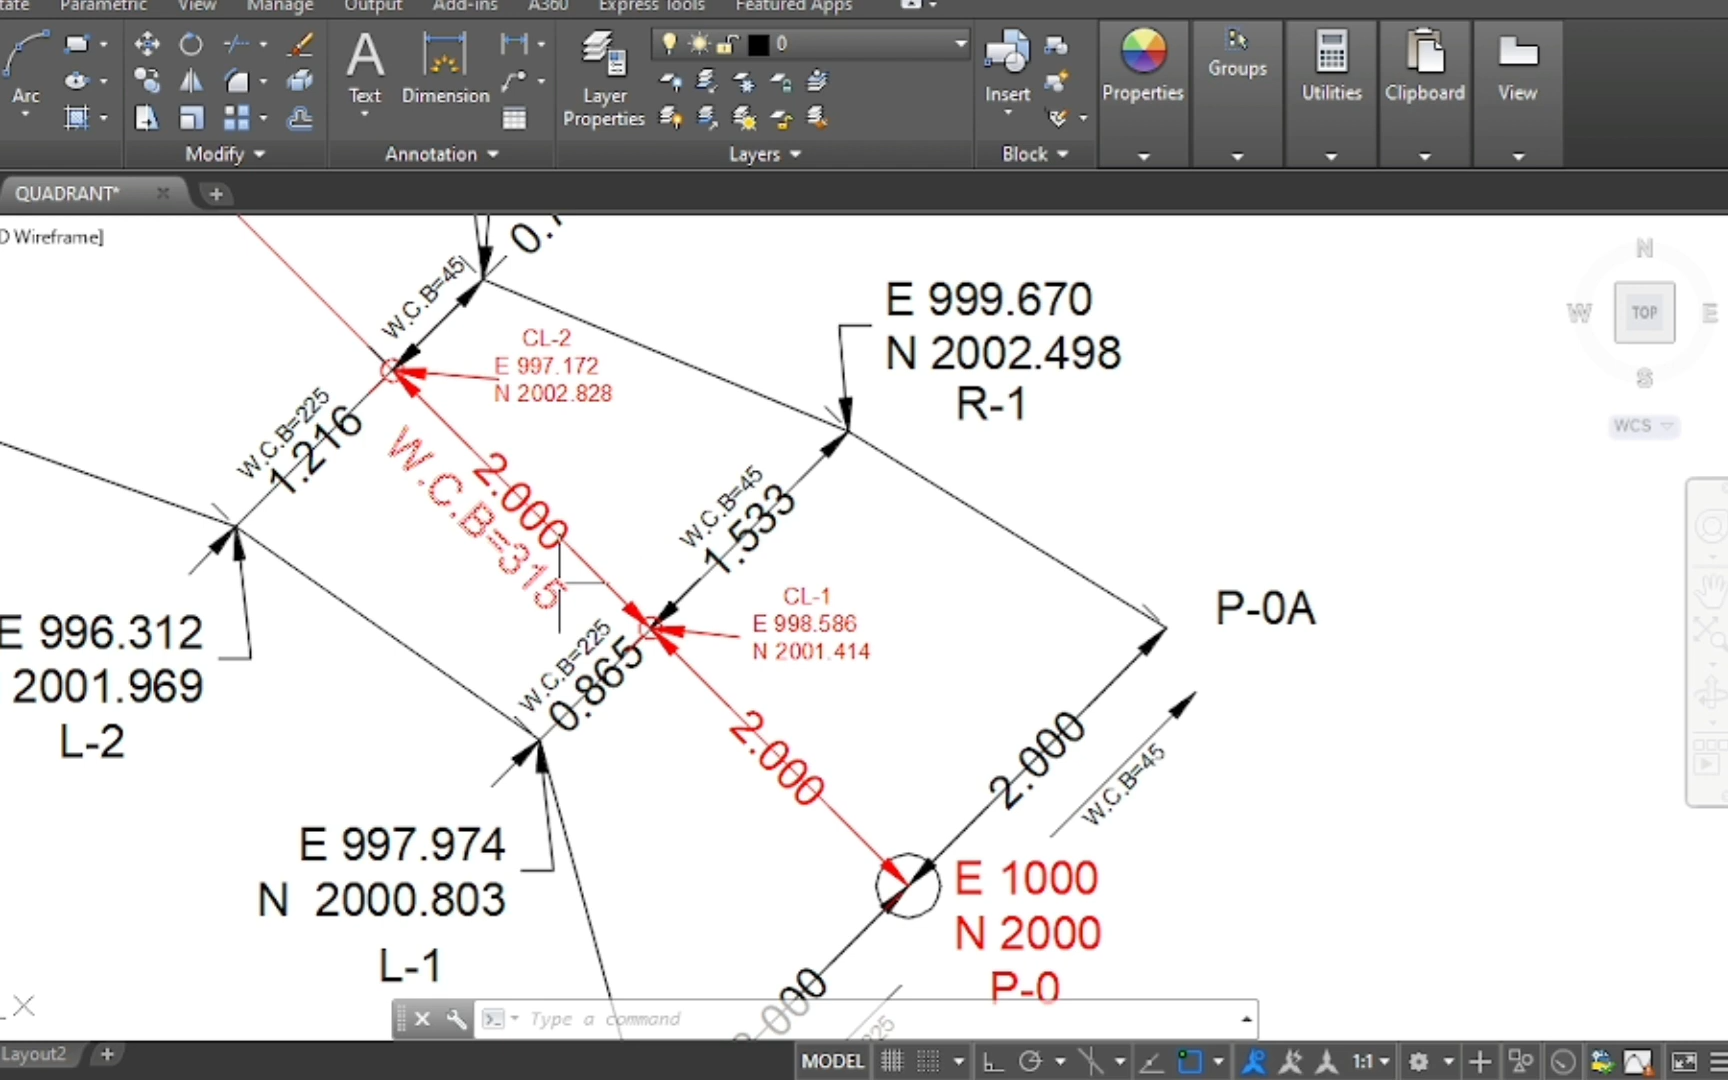 Parametric View Manage Output Add-ins A360 Express Tools Featured Apps
Arc
Text
Dimension
Layer
Properties
0
Insert
Properties
Groups
Utilities
Clipboard
View
Modify
Annotation
Layers
Block
QUADRANT*
D Wireframe]
N
W
TOP
E
S
WCS
W.C.B=45
CL-2
E 997.172
N 2002.828
E 999.670
N 2002.498
R-1
W.C.B=225
1.216
2.000
W.C.B=315
W.C.B=45
1.533
CL-1
E 998.586
N 2001.414
P-0A
E 996.312
2001.969
L-2
W.C.B=225
0.865
2.000
2.000
W.C.B=45
E 997.974
N 2000.803
L-1
E 1000
N 2000
P-0
Type a command
Layout2
MODEL
1:1